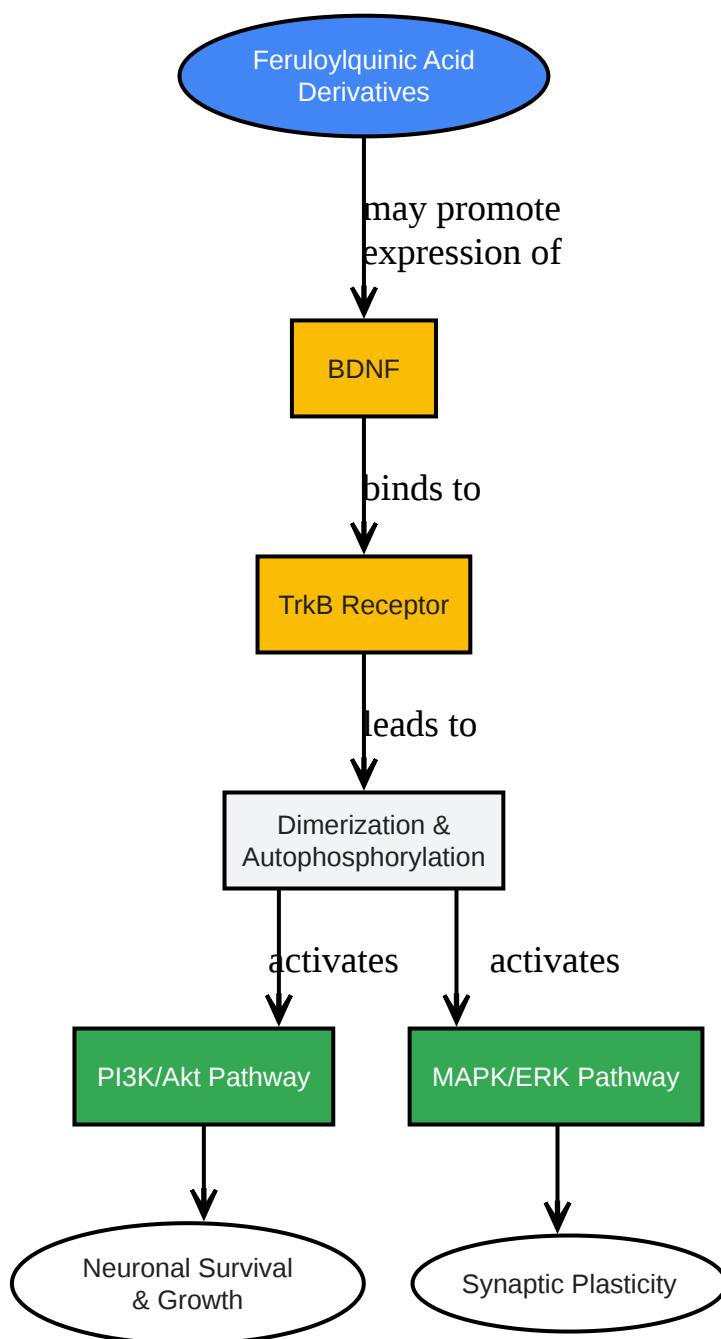 Feruloylquinic Acid
Derivatives
may promote
expression of
BDNF
binds to
TrkB Receptor
leads to
Dimerization &
Autophosphorylation
activates
activates
PI3K/Akt Pathway
MAPK/ERK Pathway
Neuronal Survival
& Growth
Synaptic Plasticity